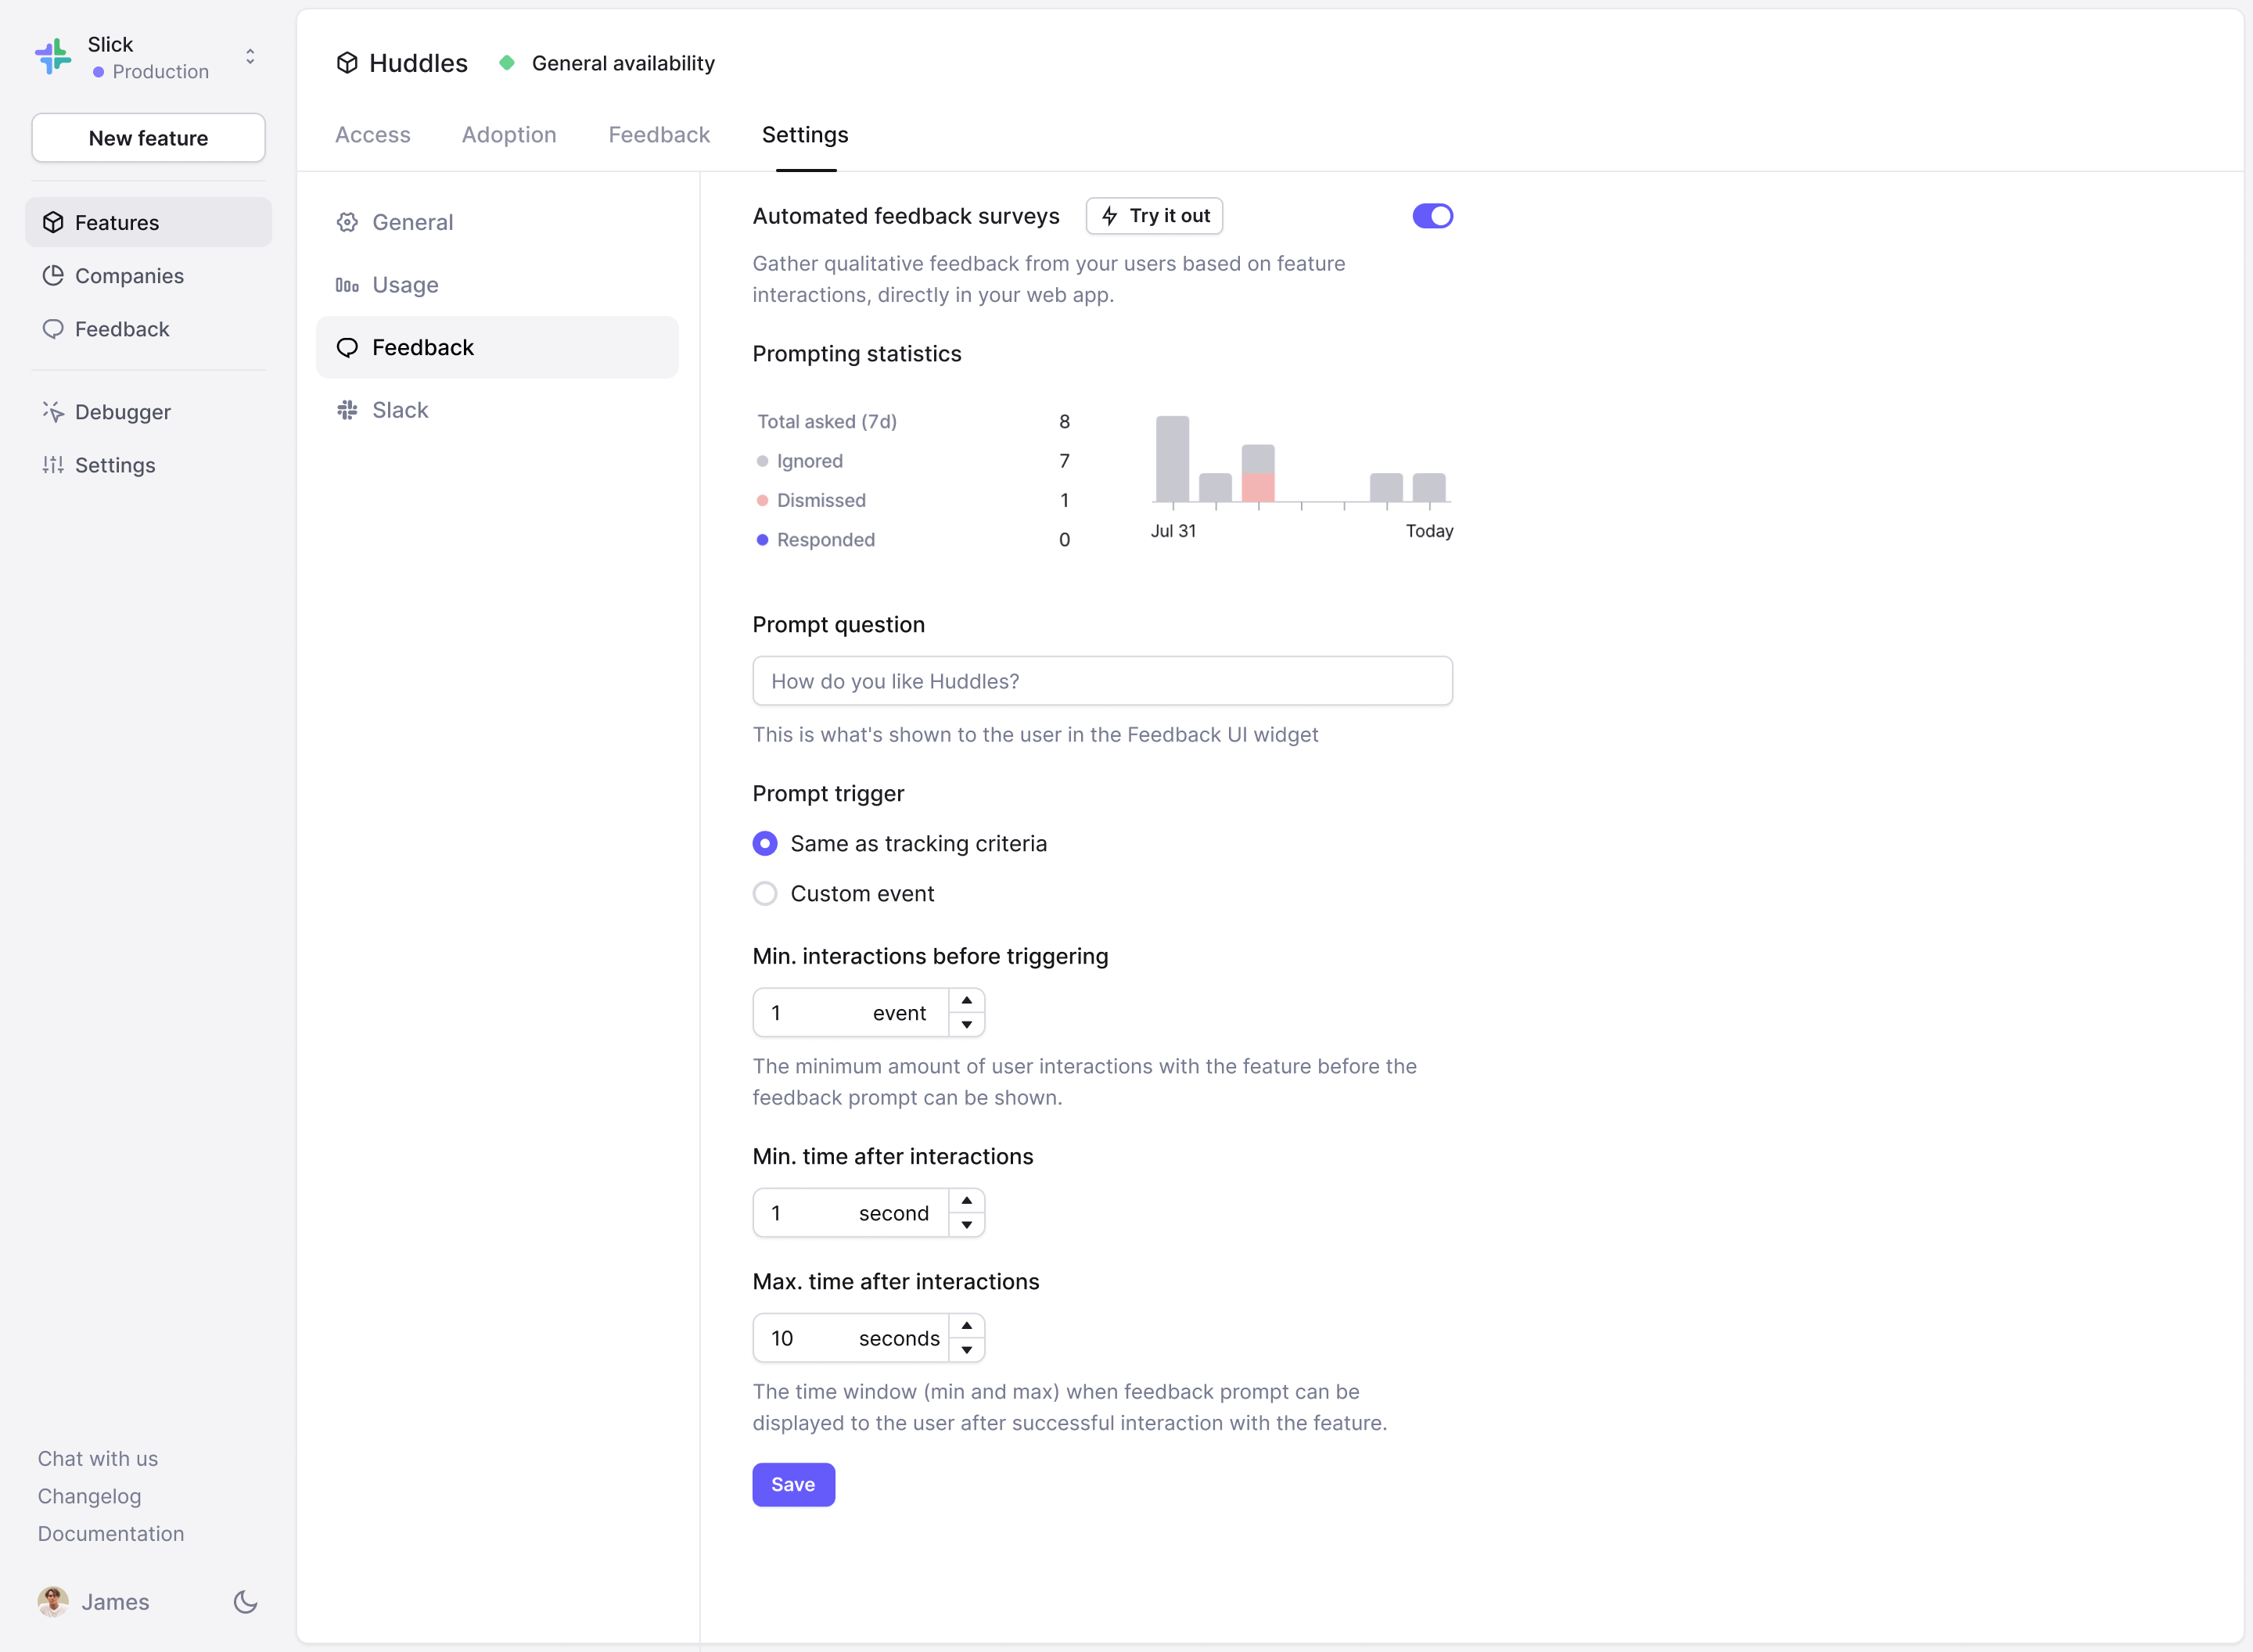 Slick
Production
New feature
Features
Companies
Feedback
Debugger
Settings
Chat with us
Changelog
Documentation
James
Huddles
General availability
Access
Adoption
Feedback
Settings
General
Usage
Feedback
Slack
Automated feedback surveys
Try it out
Gather qualitative feedback from your users based on feature
interactions, directly in your web app.
Prompting statistics
Total asked (7d) 8
Ignored 7
Dismissed 1
Responded 0
Jul 31
Today
Prompt question
How do you like Huddles?
This is what's shown to the user in the Feedback UI widget
Prompt trigger
Same as tracking criteria
Custom event
Min. interactions before triggering
1 event
The minimum amount of user interactions with the feature before the
feedback prompt can be shown.
Min. time after interactions
1 second
Max. time after interactions
10 seconds
The time window (min and max) when feedback prompt can be
displayed to the user after successful interaction with the feature.
Save